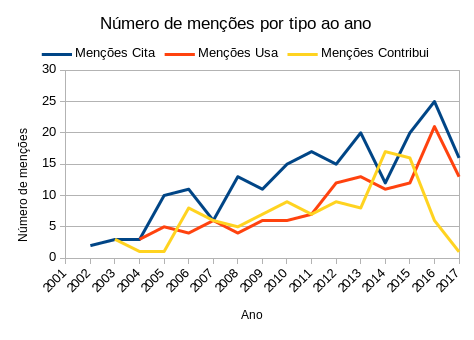 Número de menções por tipo ao ano
Menções Cita Menções Usa Menções Contribui
30
25
20
15
10
5
0
Número de menções
2001 2002 2003 2004 2005 2006 2007 2008 2009 2010 2011 2012 2013 2014 2015 2016 2017
Ano